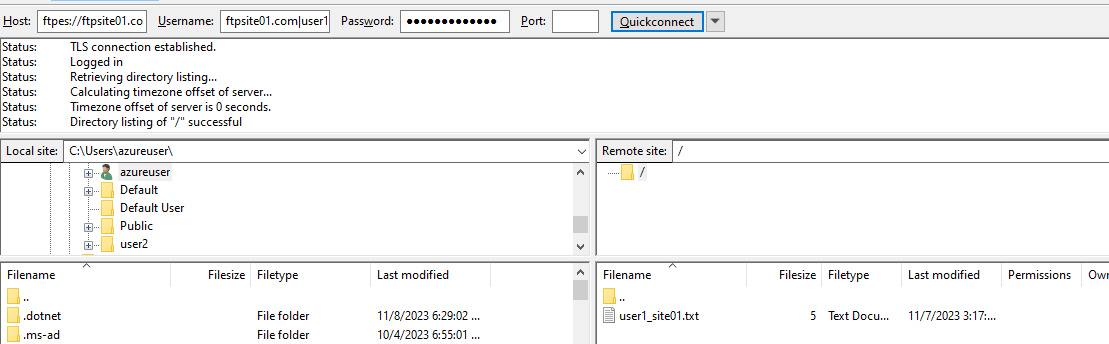 Host: ftpes://ftpsite01.co Username: ftpsite01.com|user1 Password: ●●●●●●●●●●●●● Port: Quickconnect
Status: TLS connection established.
Status: Logged in
Status: Retrieving directory listing...
Status: Calculating timezone offset of server...
Status: Timezone offset of server is 0 seconds.
Status: Directory listing of "/" successful
Local site: C:\Users\azureuser\
azureuser
Default
Default User
Public
user2
Filename Filesize Filetype Last modified
..
.dotnet File folder 11/8/2023 6:29:02 ...
.ms-ad File folder 10/4/2023 6:55:01 ...
Remote site: /
/
Filename Filesize Filetype Last modified Permissions Own
..
user1_site01.txt 5 Text Docu... 11/7/2023 3:17:...